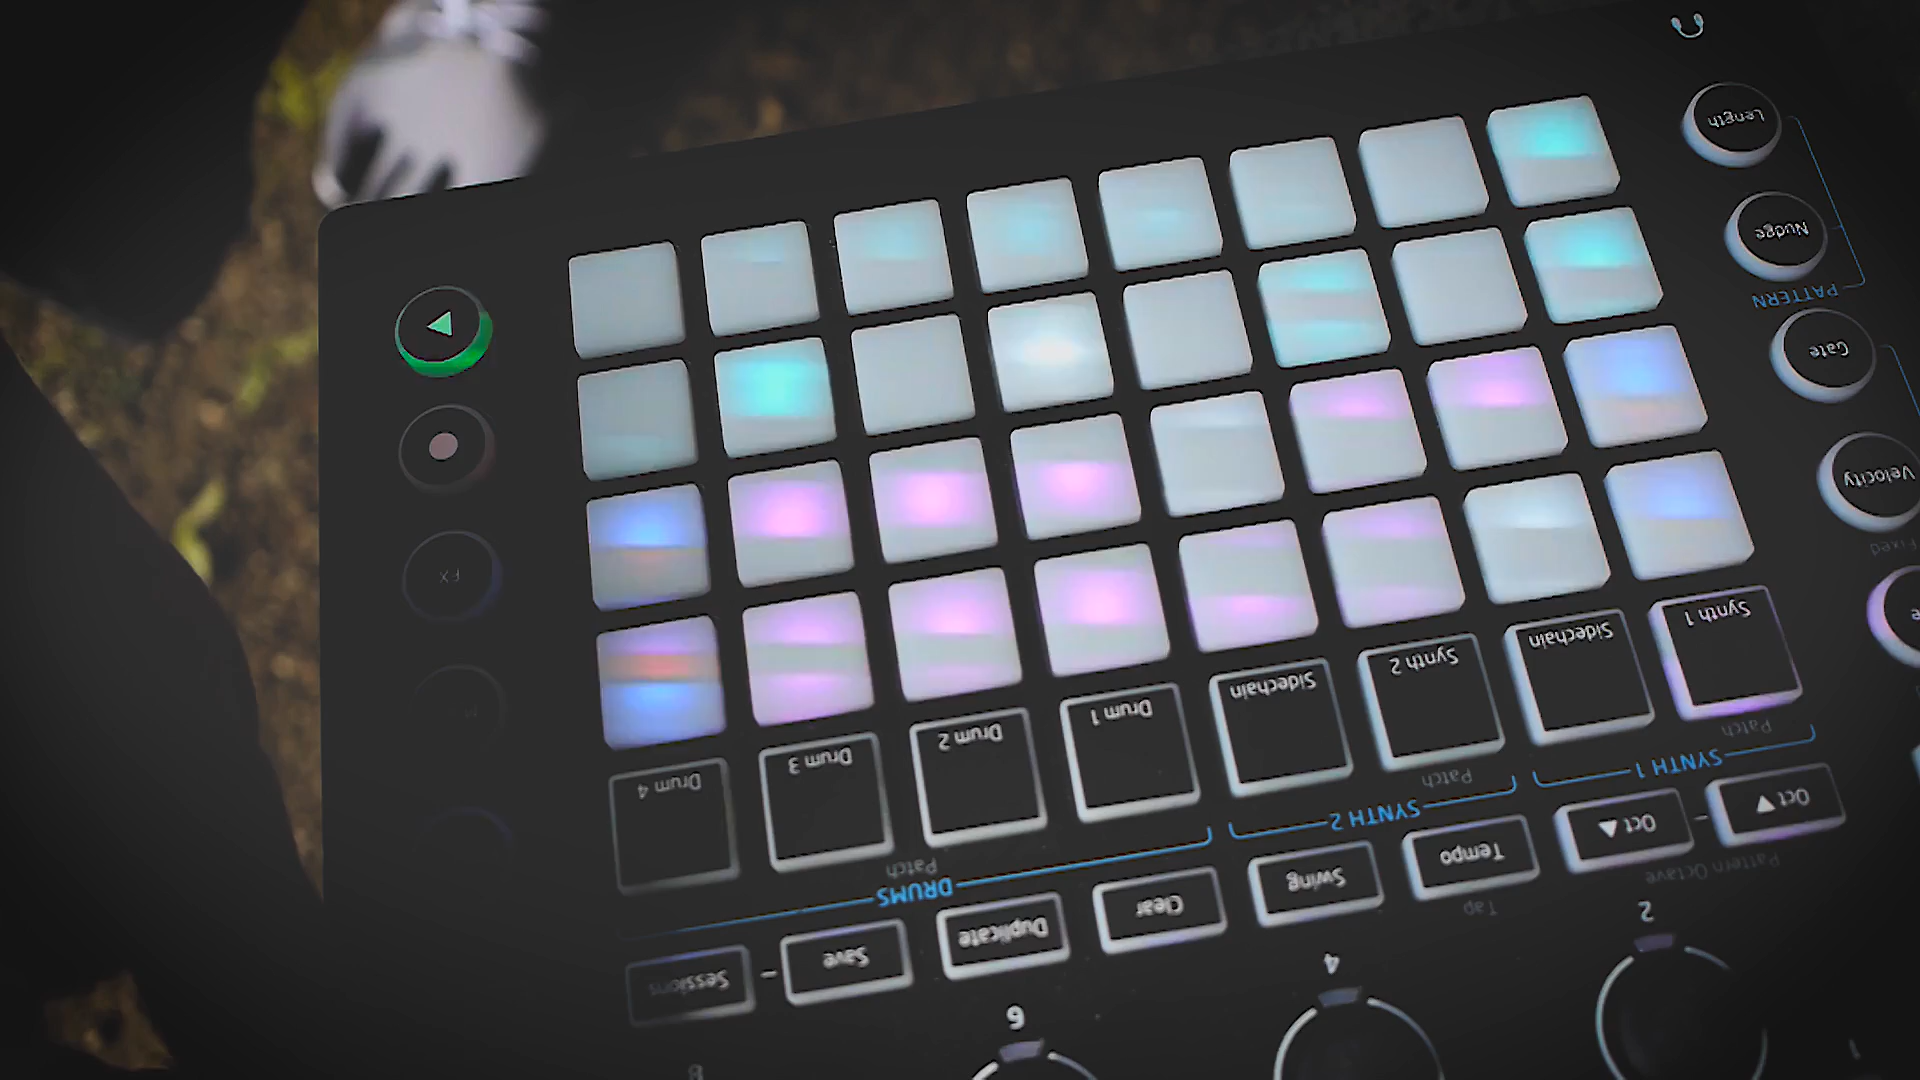 2
4
6
8
Pattern Octave
Tap
Oct ▼
Oct ▲
Tempo
Swing
Clear
Duplicate
Save
Sessions
SYNTH 1
SYNTH 2
DRUMS
Patch
Patch
Patch
Synth 1
Sidechain
Synth 2
Sidechain
Drum 1
Drum 2
Drum 3
Drum 4
Fixed
Velocity
Gate
PATTERN
Nudge
Length
FX